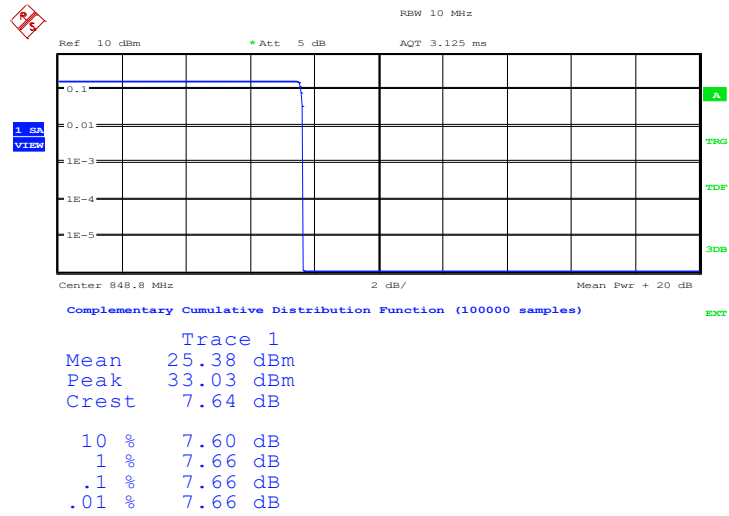 R S
RBW 10 MHz
Ref 10 dBm *Att 5 dB AQT 3.125 ms
0.1
A
0.01
1 SA
VIEW
TRG
1E-3
TDF
1E-4
1E-5
3DB
Center 848.8 MHz 2 dB/ Mean Pwr + 20 dB
Complementary Cumulative Distribution Function (100000 samples)
EXT
Trace 1
Mean 25.38 dBm
Peak 33.03 dBm
Crest 7.64 dB
10 % 7.60 dB
1 % 7.66 dB
.1 % 7.66 dB
.01 % 7.66 dB